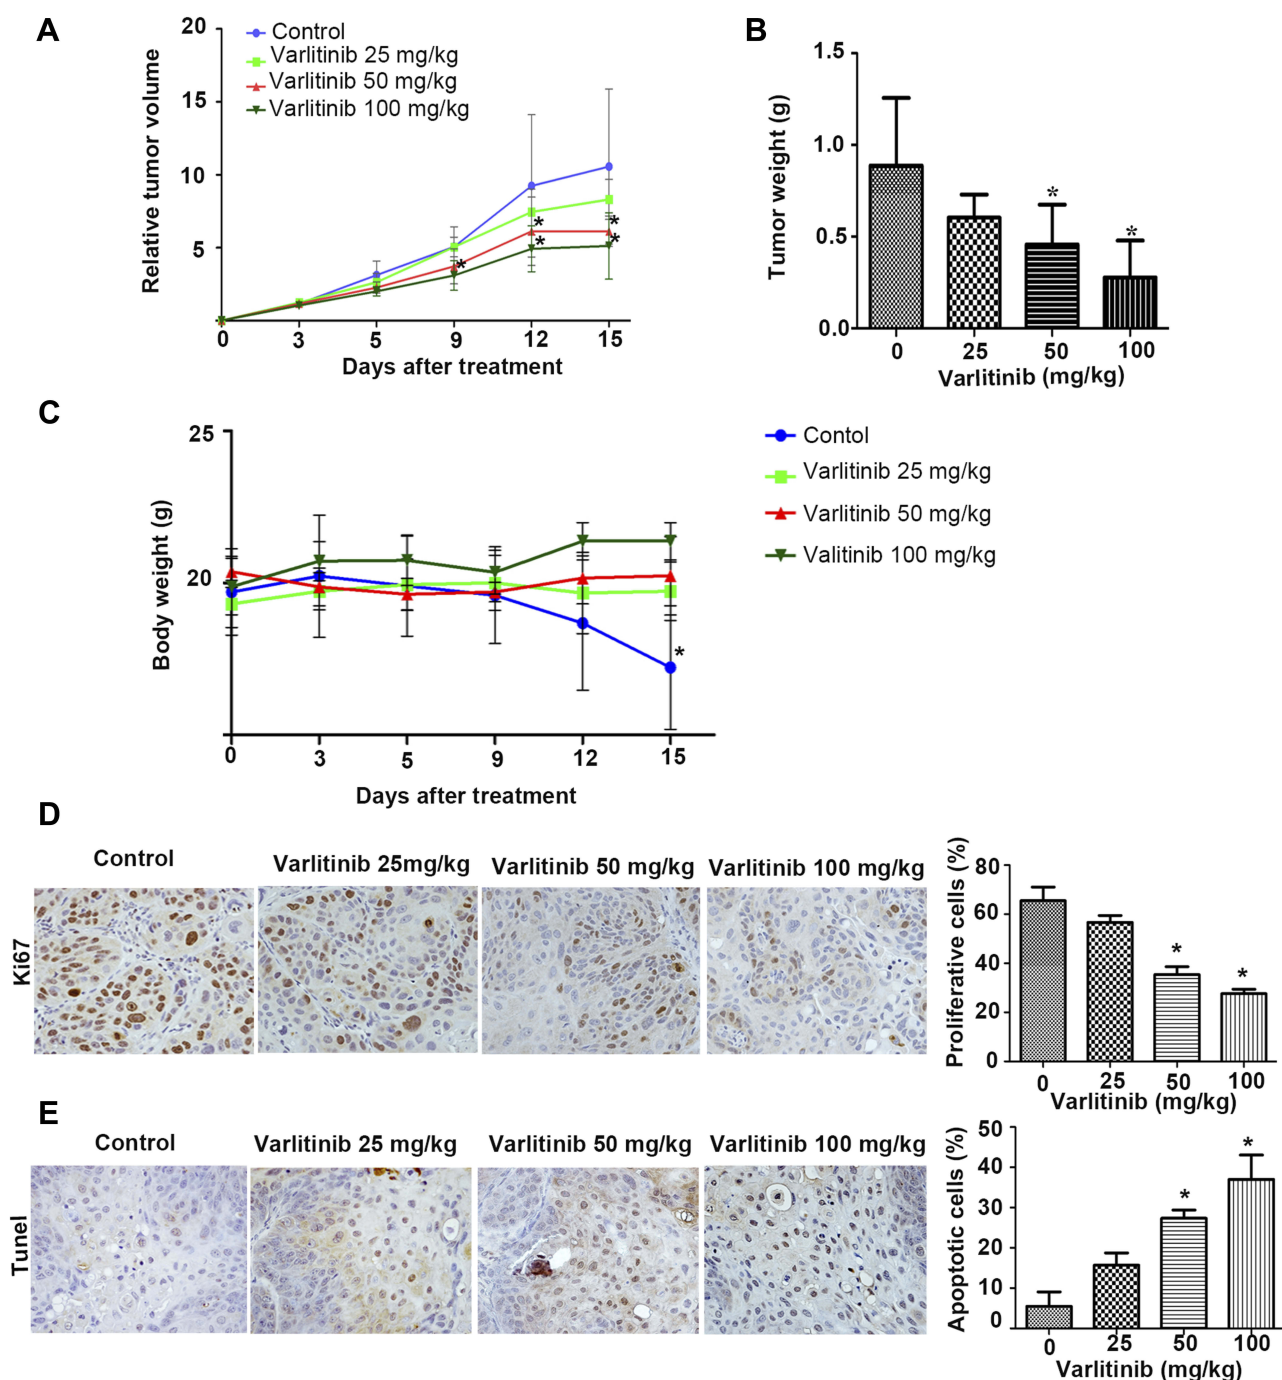 A
20
15
10
5
Relative tumor volume
Control
Varlitinib 25 mg/kg
Varlitinib 50 mg/kg
Varlitinib 100 mg/kg
*
* *
* *
0 3 5 9 12 15
Days after treatment
B
1.5
1.0
0.5
0.0
Tumor weight (g)
*
*
0 25 50 100
Varlitinib (mg/kg)
C
25
20
Body weight (g)
*
0 3 5 9 12 15
Days after treatment
Contol
Varlitinib 25 mg/kg
Varlitinib 50 mg/kg
Valitinib 100 mg/kg
D
Control
Varlitinib 25mg/kg
Varlitinib 50 mg/kg
Varlitinib 100 mg/kg
Ki67
Proliferative cells (%)
80
60
40
20
0
*
*
0 25 50 100
Varlitinib (mg/kg)
E
Control
Varlitinib 25 mg/kg
Varlitinib 50 mg/kg
Varlitinib 100 mg/kg
Tunel
Apoptotic cells (%)
50
40
30
20
10
0
*
*
0 25 50 100
Varlitinib (mg/kg)